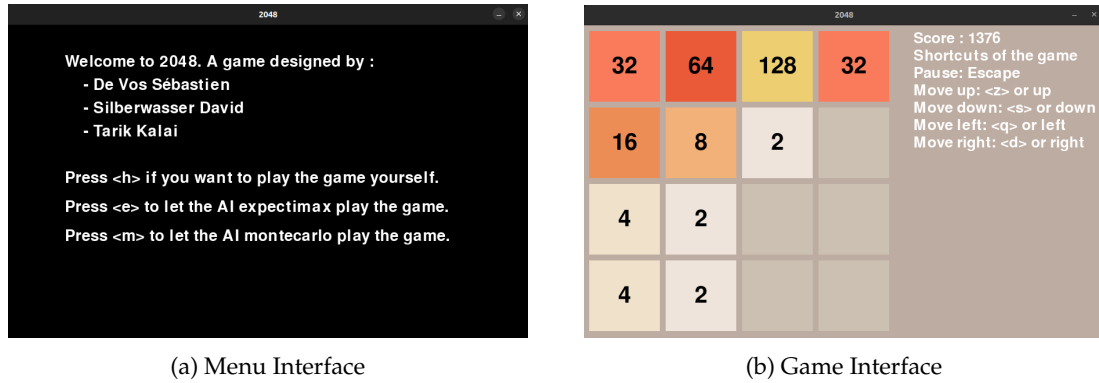 2048
Welcome to 2048. A game designed by :
- De Vos Sébastien
- Silberwasser David
- Tarik Kalai
Press <h> if you want to play the game yourself.
Press <e> to let the AI expectimax play the game.
Press <m> to let the AI montecarlo play the game.
(a) Menu Interface
2048
32 64 128 32
16 8 2
4 2
4 2
Score : 1376
Shortcuts of the game
Pause: Escape
Move up: <z> or up
Move down: <s> or down
Move left: <q> or left
Move right: <d> or right
(b) Game Interface